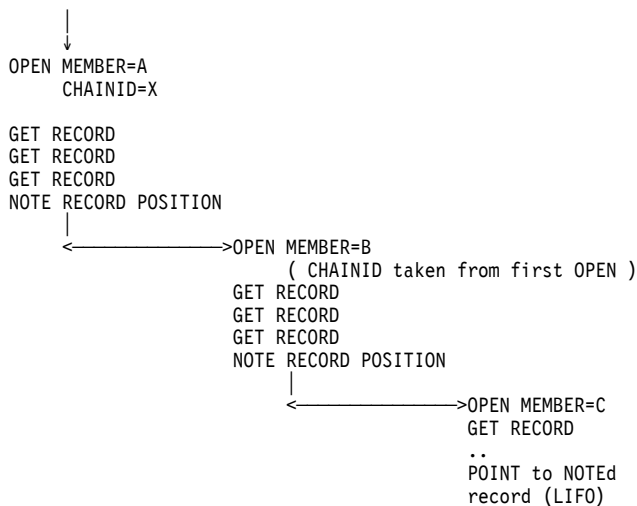 OPEN MEMBER=A
CHAINID=X
GET RECORD
GET RECORD
GET RECORD
NOTE RECORD POSITION
OPEN MEMBER=B
( CHAINID taken from first OPEN )
GET RECORD
GET RECORD
GET RECORD
NOTE RECORD POSITION
OPEN MEMBER=C
GET RECORD
..
POINT to NOTEd
record (LIFO)